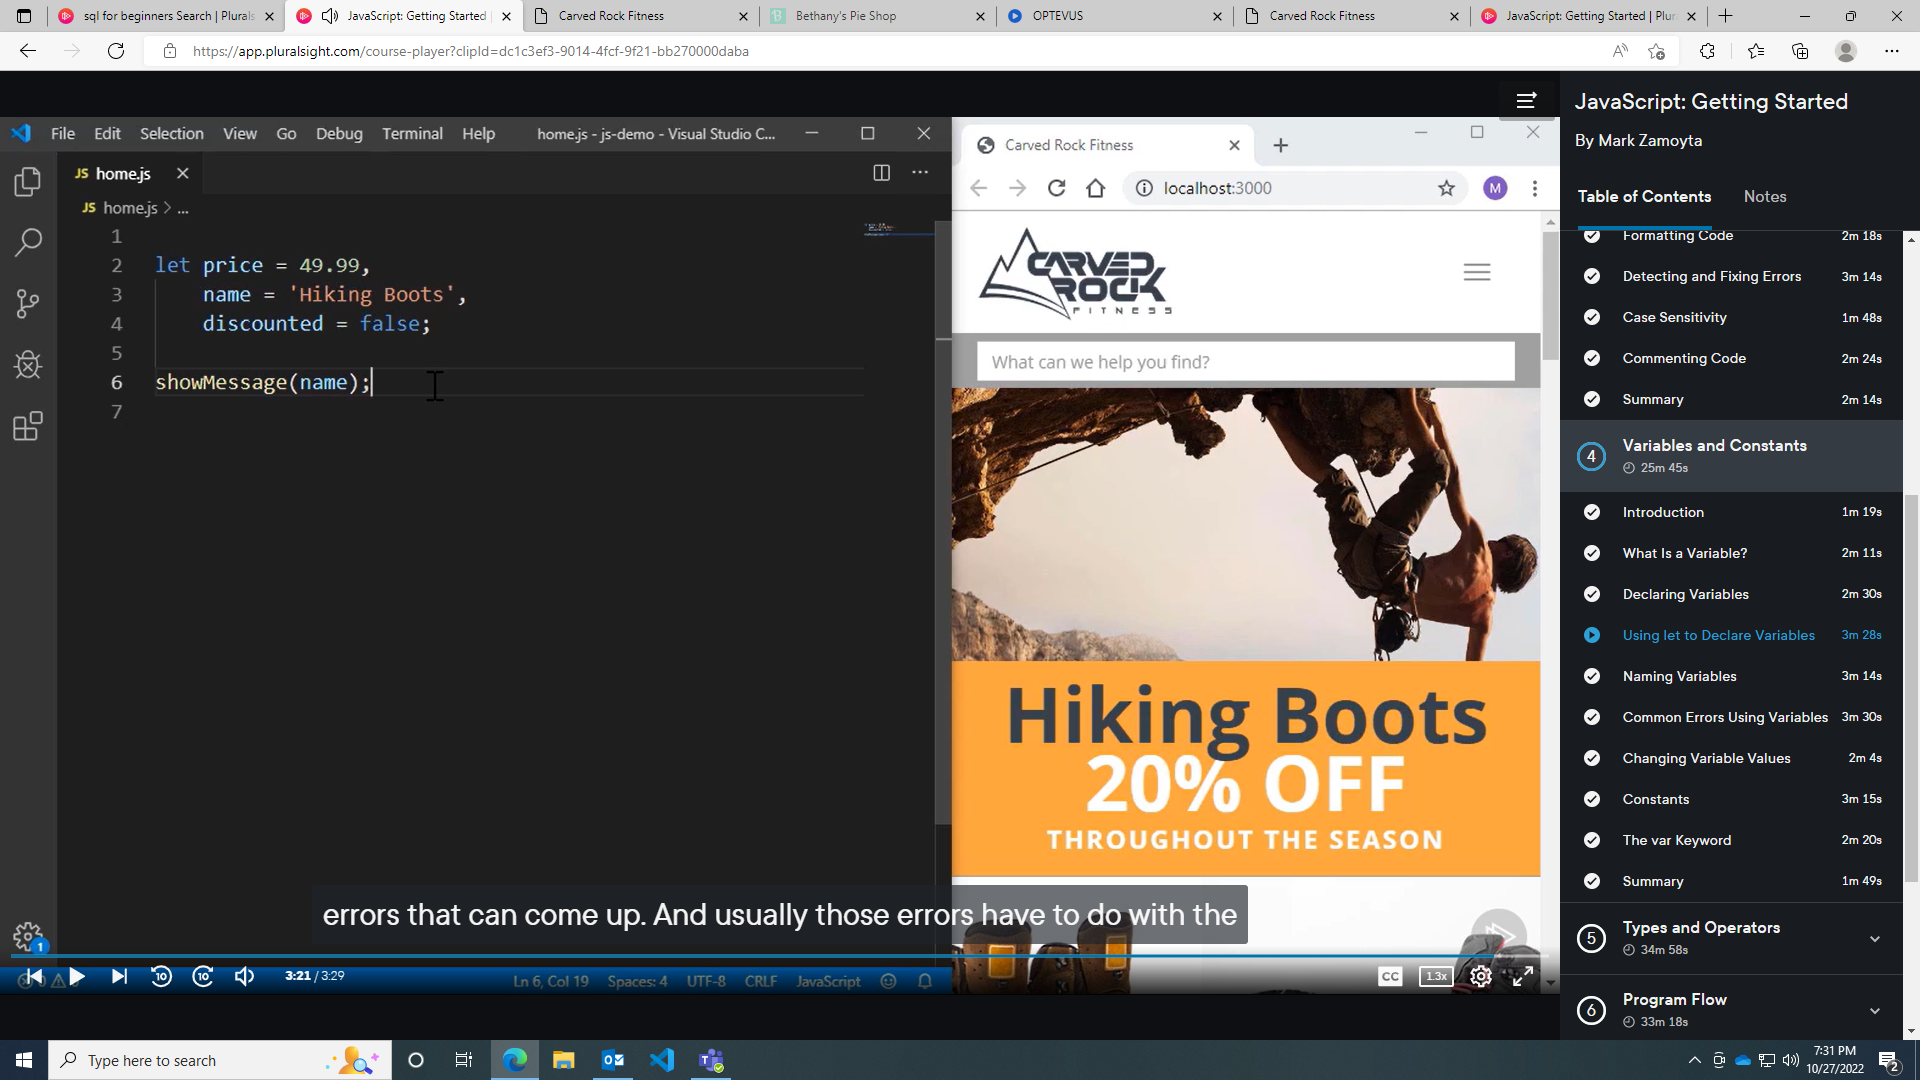 sql for beginners Search | Plurals
JavaScript: Getting Started
Carved Rock Fitness
Bethany's Pie Shop
OPTEVUS
Carved Rock Fitness
JavaScript: Getting Started | Plur
https://app.pluralsight.com/course-player?clipId=dc1c3ef3-9014-4fcf-9f21-bb270000daba
File Edit Selection View Go Debug Terminal Help home.js - js-demo - Visual Studio C...
JS home.js
JS home.js > ...
1
2 let price = 49.99,
3 name = 'Hiking Boots',
4 discounted = false;
5
6 showMessage(name);
7
Carved Rock Fitness
localhost:3000
M
CARVED
ROCK
FITNESS
What can we help you find?
Hiking Boots
20% OFF
THROUGHOUT THE SEASON
errors that can come up. And usually those errors have to do with the
1
10 10 3:21 / 3:29
Ln 6, Col 19 Spaces: 4 UTF-8 CRLF JavaScript
CC 1.3x
JavaScript: Getting Started
By Mark Zamoyta
Table of Contents Notes
Formatting Code 2m 18s
Detecting and Fixing Errors 3m 14s
Case Sensitivity 1m 48s
Commenting Code 2m 24s
Summary 2m 14s
4 Variables and Constants
25m 45s
Introduction 1m 19s
What Is a Variable? 2m 11s
Declaring Variables 2m 30s
Using let to Declare Variables 3m 28s
Naming Variables 3m 14s
Common Errors Using Variables 3m 30s
Changing Variable Values 2m 4s
Constants 3m 15s
The var Keyword 2m 20s
Summary 1m 49s
5 Types and Operators
34m 58s
6 Program Flow
33m 18s
Type here to search
7:31 PM
10/27/2022
2